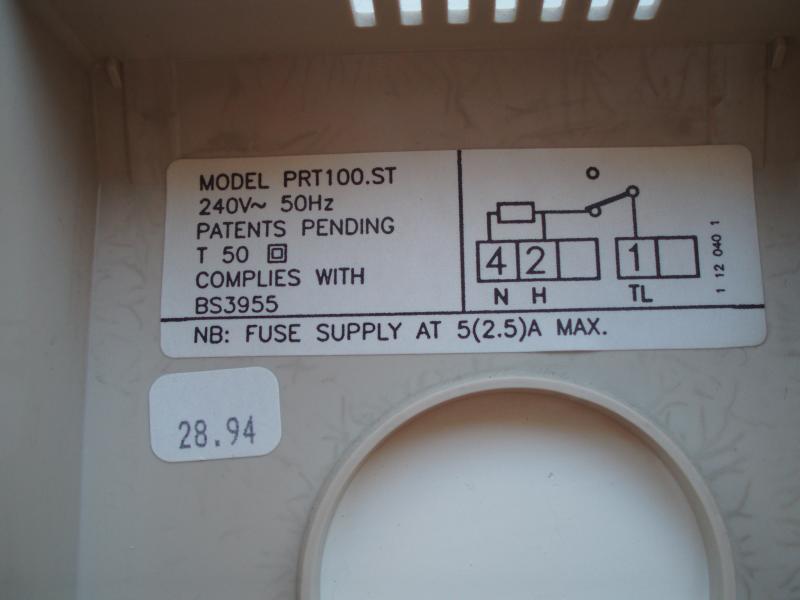 MODEL PRT100.ST
240V~ 50Hz
PATENTS PENDING
T 50
COMPLIES WITH
BS3955
4 2 1
N H TL
1 12 040 1
NB: FUSE SUPPLY AT 5(2.5)A MAX.
28.94